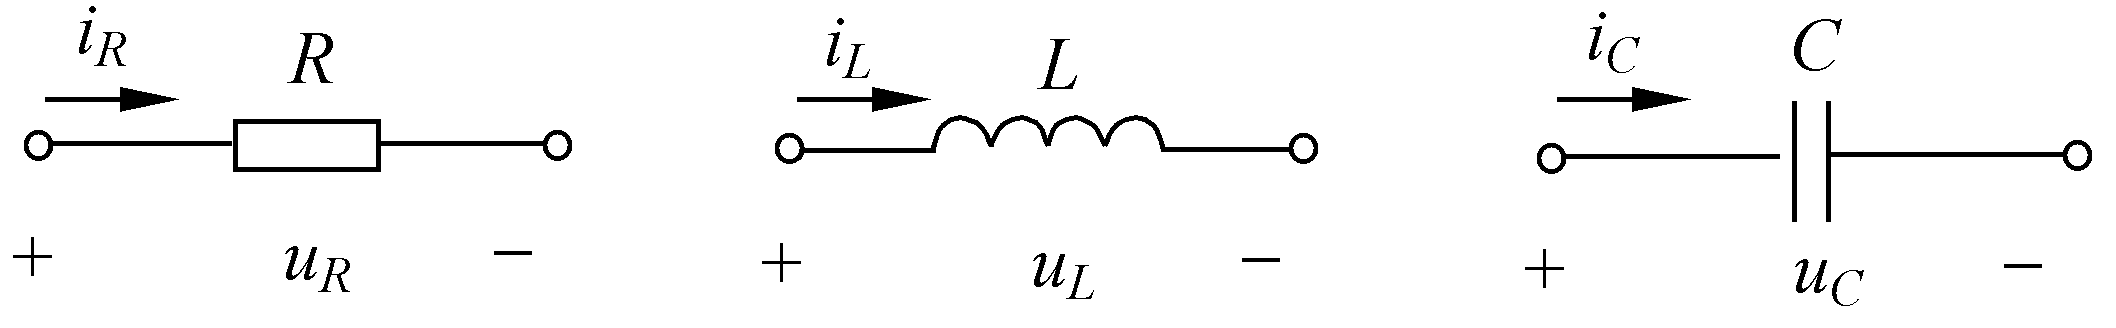 i_R R i_L L i_C C
+ u_R − + u_L − + u_C −